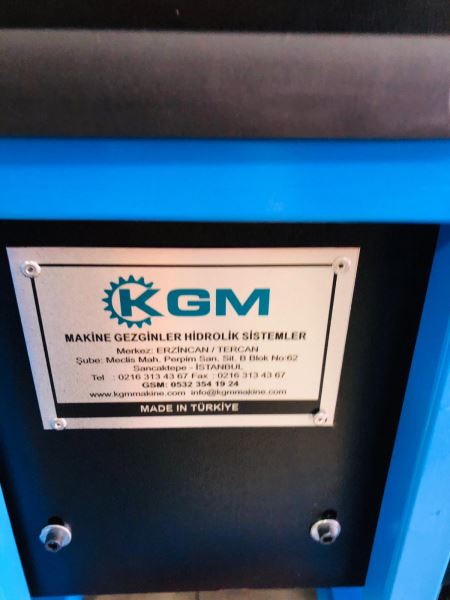 KGM
MAKİNE GEZGİNLER HİDROLİK SİSTEMLER
Merkez: ERZİNCAN / TERCAN
Şube: Meclis Mah. Perpim San. Sit. B Blok No:62
Sancaktepe - İSTANBUL
Tel : 0216 313 43 67 Fax : 0216 313 43 67
GSM: 0532 354 19 24
www.kgmmakine.com info@kgmmakine.com
MADE IN TÜRKİYE